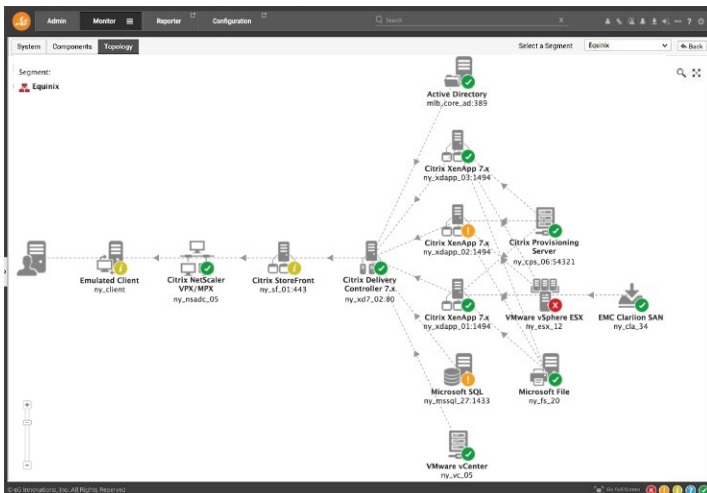 Admin
Monitor
Reporter
Configuration
Search
System
Components
Topology
Select a Segment
Equinix
Back
Segment:
Equinix
Active Directory
mlb_core_ad:389
Citrix XenApp 7.x
ny_xdapp_03:1494
Citrix XenApp 7.x
ny_xdapp_02:1494
Citrix Provisioning
Server
ny_cps_06:54321
Emulated Client
ny_client
Citrix NetScaler
VPX/MPX
ny_nsadc_05
Citrix StoreFront
ny_sf_01:443
Citrix Delivery
Controller 7.x
ny_xd7_02:80
Citrix XenApp 7.x
ny_xdapp_01:1494
VMware vSphere ESX
ny_esx_12
EMC Clariion SAN
ny_cla_34
Microsoft SQL
ny_mssql_27:1433
Microsoft File
ny_fs_20
VMware vCenter
ny_vc_05
© eG Innovations, Inc. All Rights Reserved
Go Full Screen